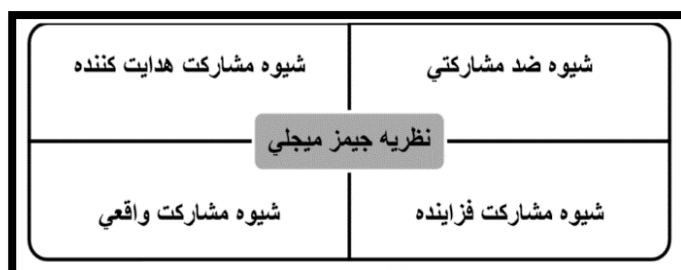 شيوه ضد مشاركتي
شيوه مشاركت هدايت كننده
نظريه جيمز ميجلي
شيوه مشاركت فزاينده
شيوه مشاركت واقعي